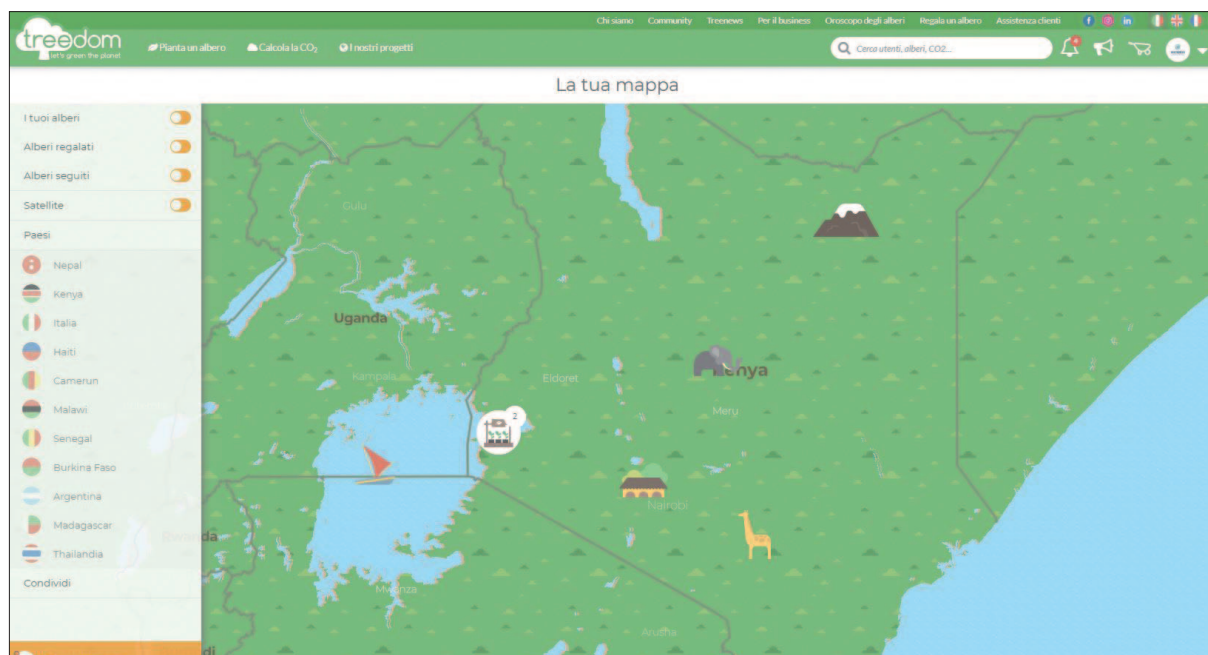 Chi siamo Community Treenews Per il business Oroscopo degli alberi Regala un albero Assistenza clienti
treedom
let's green the planet
Pianta un albero Calcola la CO2 I nostri progetti
Cerca utenti, alberi, CO2...
La tua mappa
I tuoi alberi
Alberi regalati
Alberi seguiti
Satellite
Paesi
Nepal
Kenya
Italia
Haiti
Camerun
Malawi
Senegal
Burkina Faso
Argentina
Madagascar
Thailandia
Condividi
Gulu
Uganda
Kampala
Eldoret
Kenya
Meru
2
Nairobi
Mwanza
Arusha